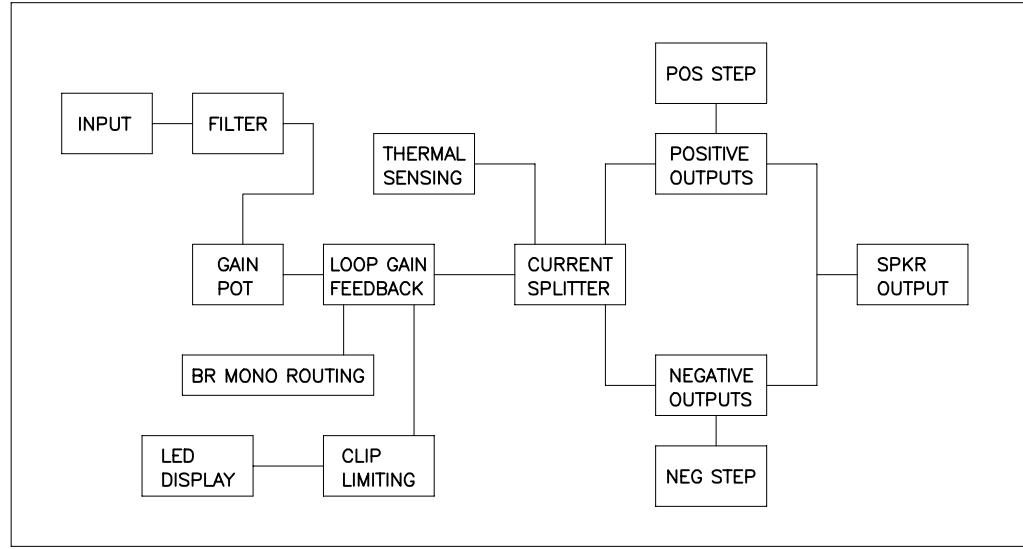 POS STEP
INPUT
FILTER
THERMAL
SENSING
POSITIVE
OUTPUTS
GAIN
POT
LOOP GAIN
FEEDBACK
CURRENT
SPLITTER
SPKR
OUTPUT
BR MONO ROUTING
NEGATIVE
OUTPUTS
LED
DISPLAY
CLIP
LIMITING
NEG STEP